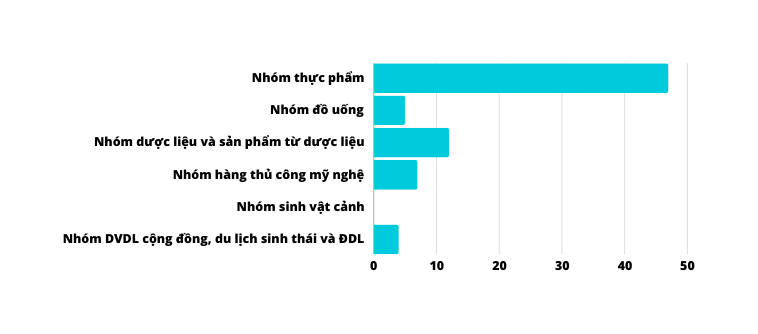 Nhóm thực phẩm
Nhóm đồ uống
Nhóm dược liệu và sản phẩm từ dược liệu
Nhóm hàng thủ công mỹ nghệ
Nhóm sinh vật cảnh
Nhóm DVDL cộng đồng, du lịch sinh thái và ĐDL
0 10 20 30 40 50